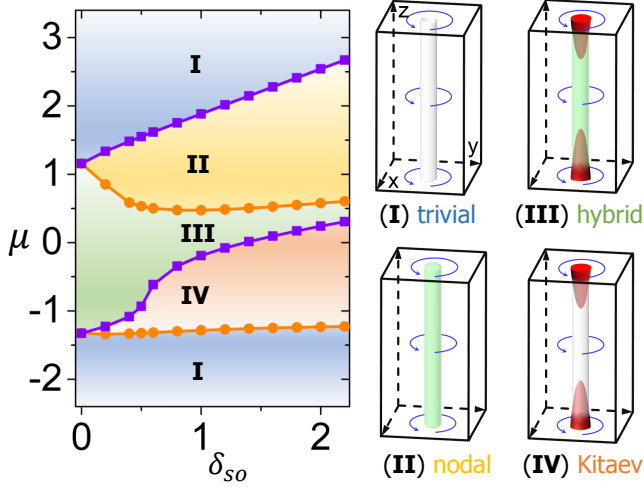 3
2
1
0
-1
-2
μ
I
II
III
IV
I
0
1
2
δso
z
y
x
(I) trivial
(III) hybrid
(II) nodal
(IV) Kitaev